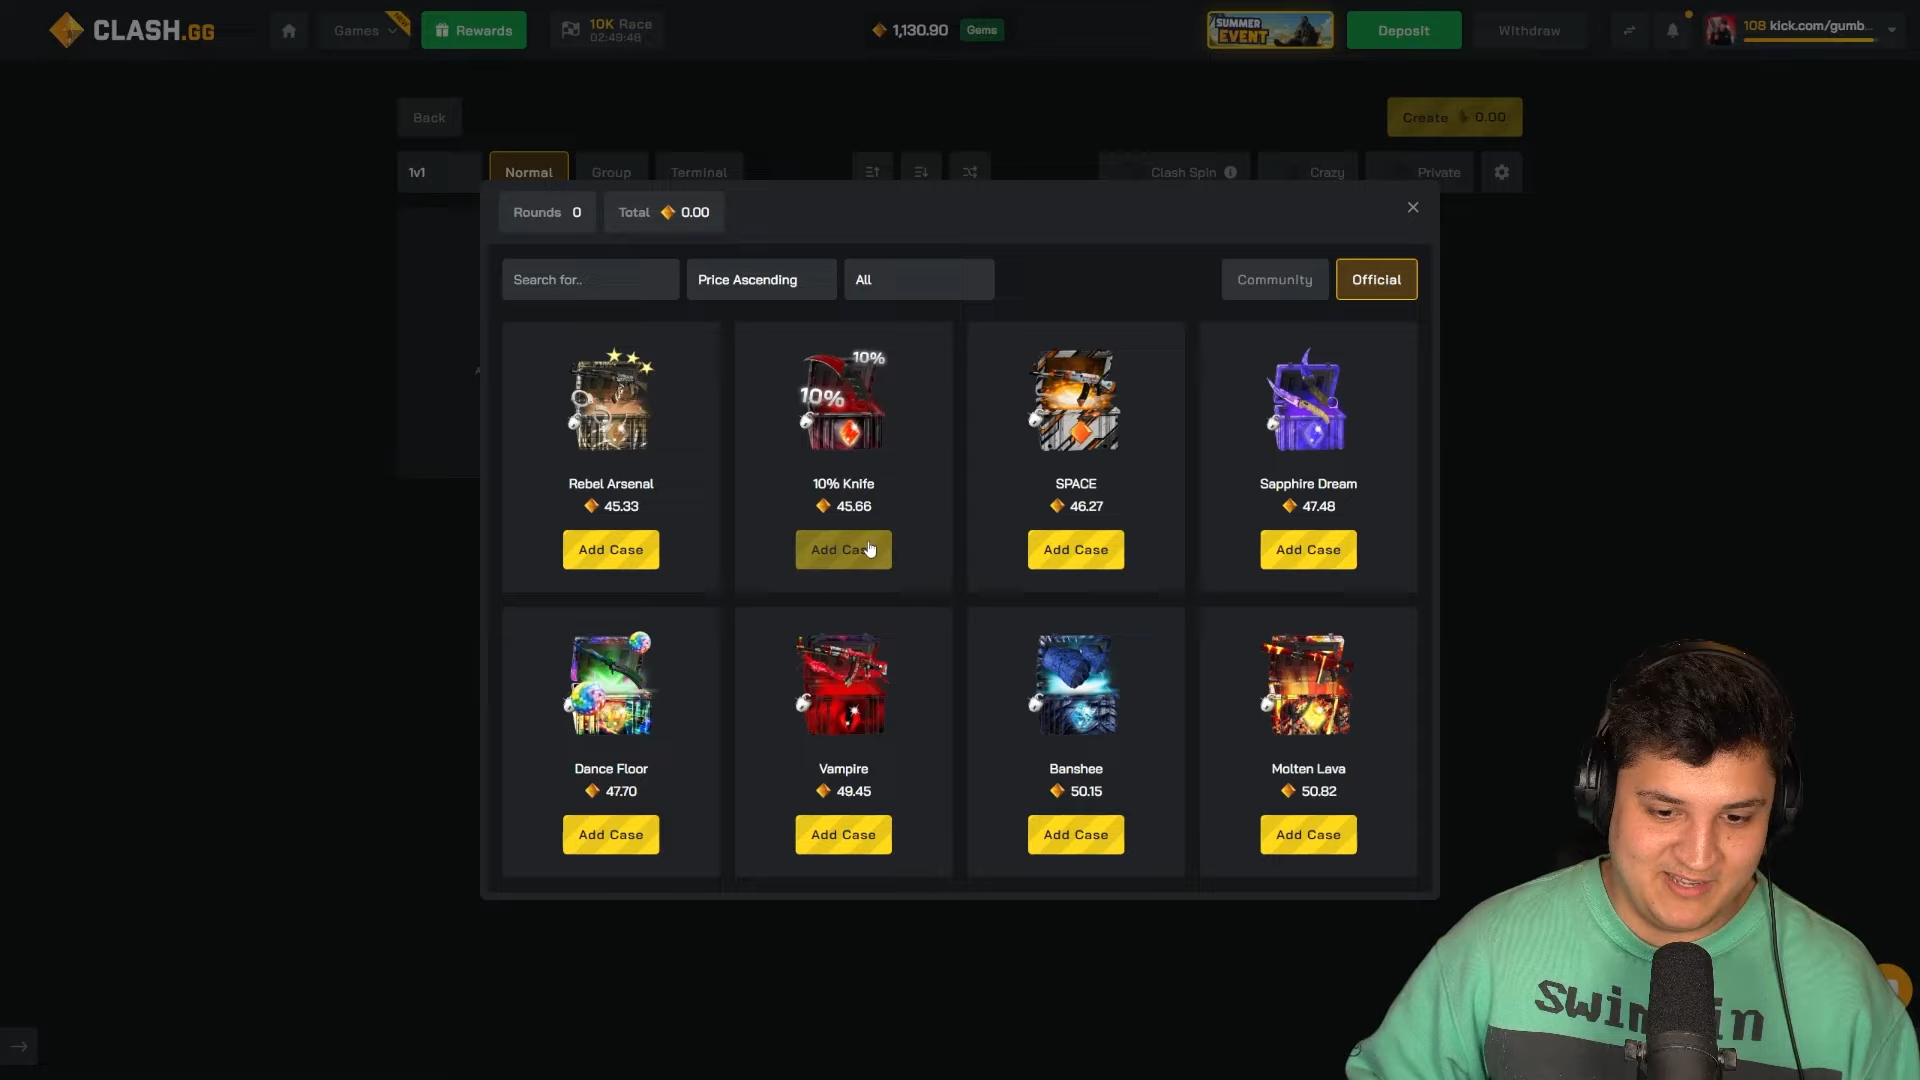 CLASH.GG
Games
NEW
Rewards
10K Race
02:49:46
1,130.90
Gems
SUMMER
EVENT
Deposit
Withdraw
108 kick.com/gumb...
Back
Create 0.00
1v1
Normal
Group
Terminal
Clash Spin
Crazy
Private
Rounds 0
Total 0.00
Search for..
Price Ascending
All
Community
Official
10%
10%
Rebel Arsenal
10% Knife
SPACE
Sapphire Dream
45.33
45.66
46.27
47.48
Add Case
Add Case
Add Case
Dance Floor
Vampire
Banshee
Molten Lava
47.70
49.45
50.15
50.82
Add Case
Add Case
Add Case
Add Case